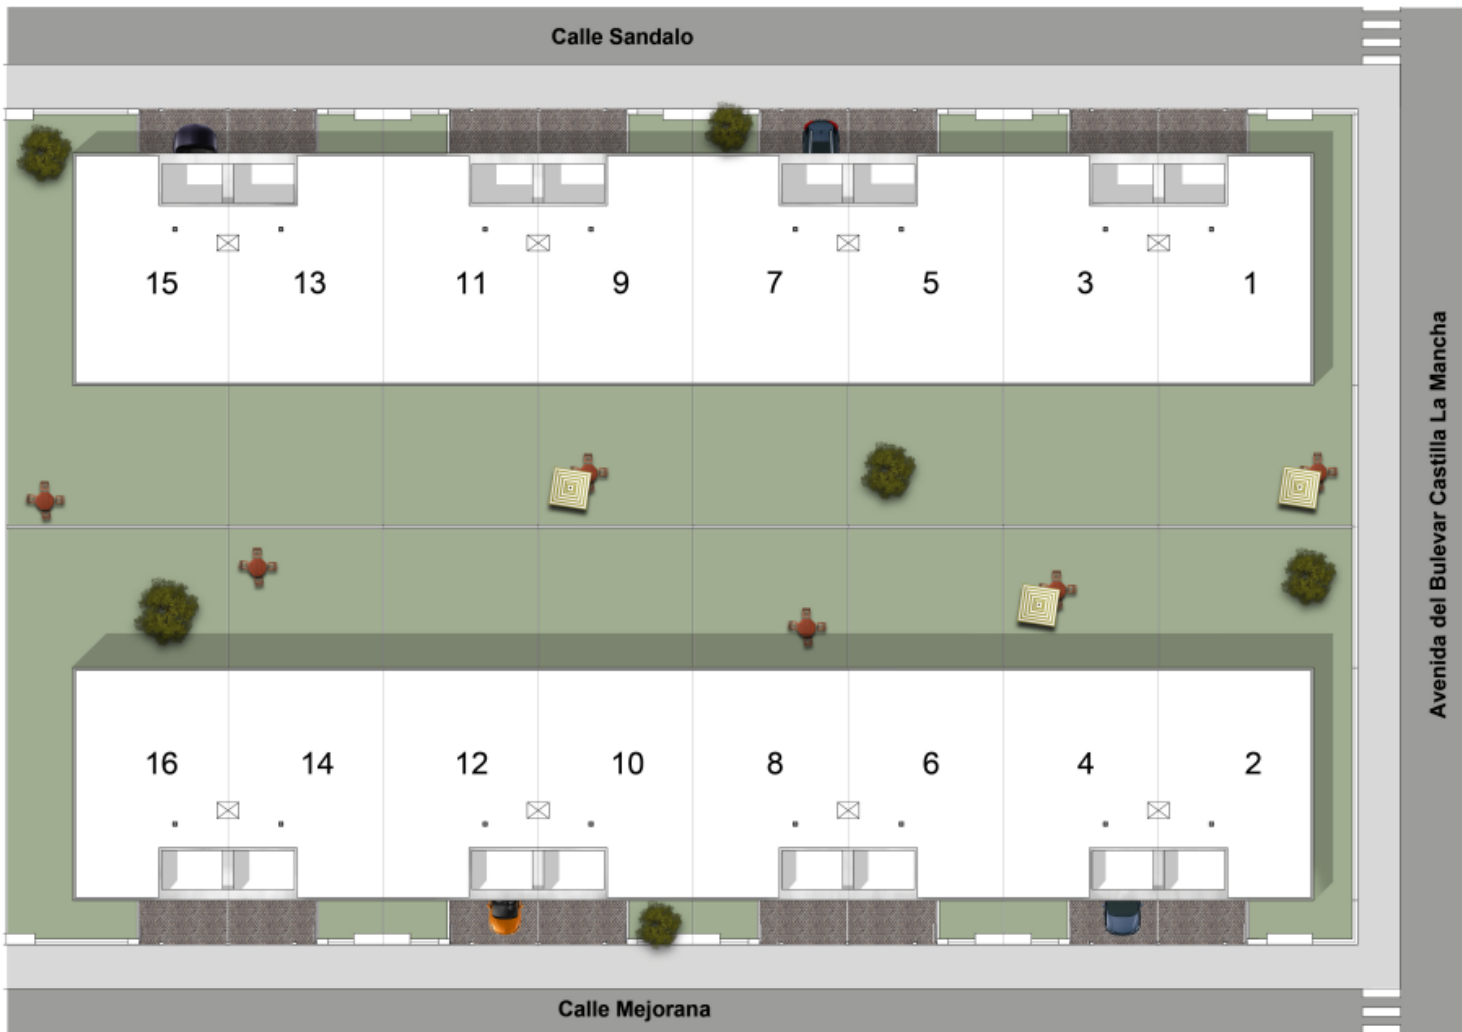 Calle Sandalo
15 13 11 9 7 5 3 1
Avenida del Bulevar Castilla La Mancha
16 14 12 10 8 6 4 2
Calle Mejorana